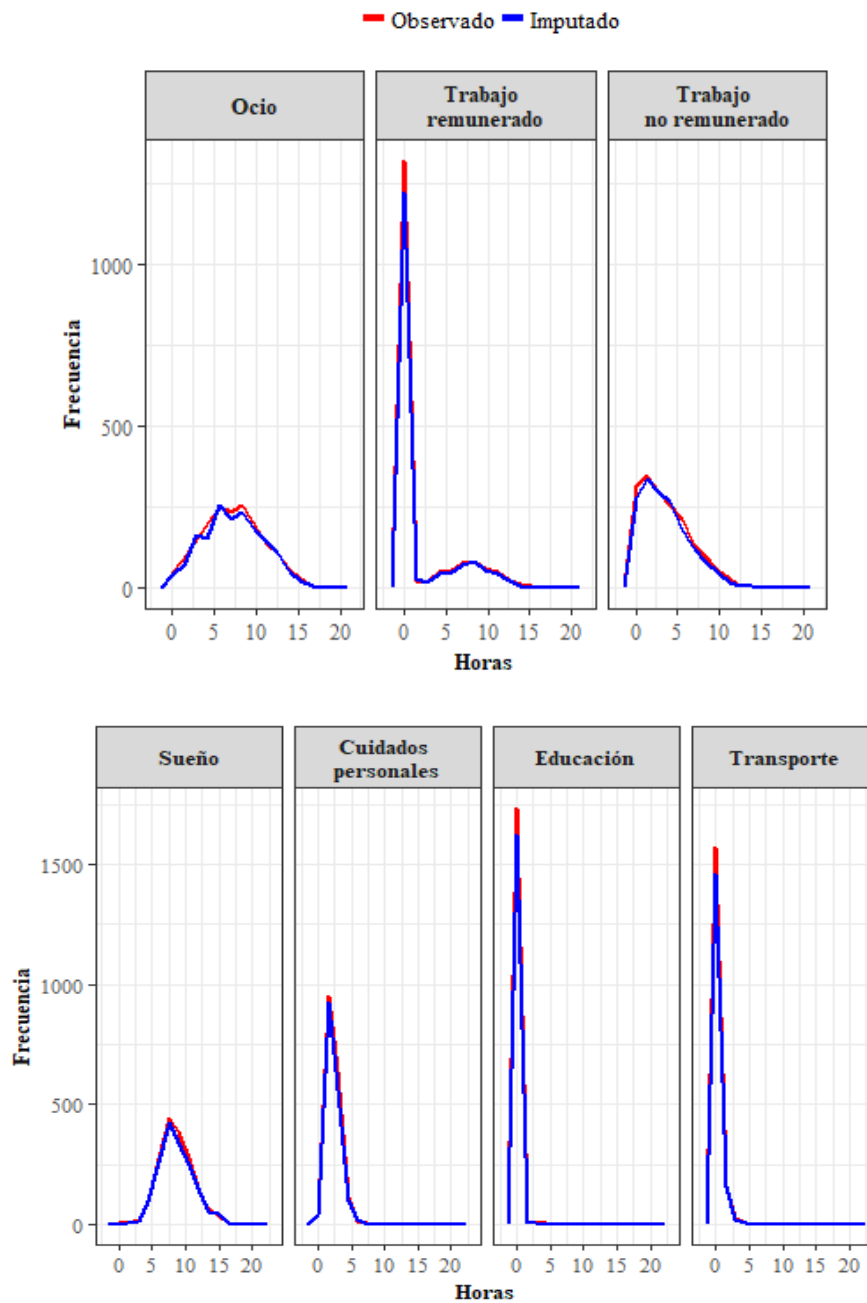 Observado Imputado
Ocio
Trabajo
remunerado
Trabajo
no remunerado
Frecuencia
1000
500
0
0 5 10 15 20
0 5 10 15 20
0 5 10 15 20
Horas
Sueño
Cuidados
personales
Educación
Transporte
Frecuencia
1500
1000
500
0
0 5 10 15 20
0 5 10 15 20
0 5 10 15 20
0 5 10 15 20
Horas